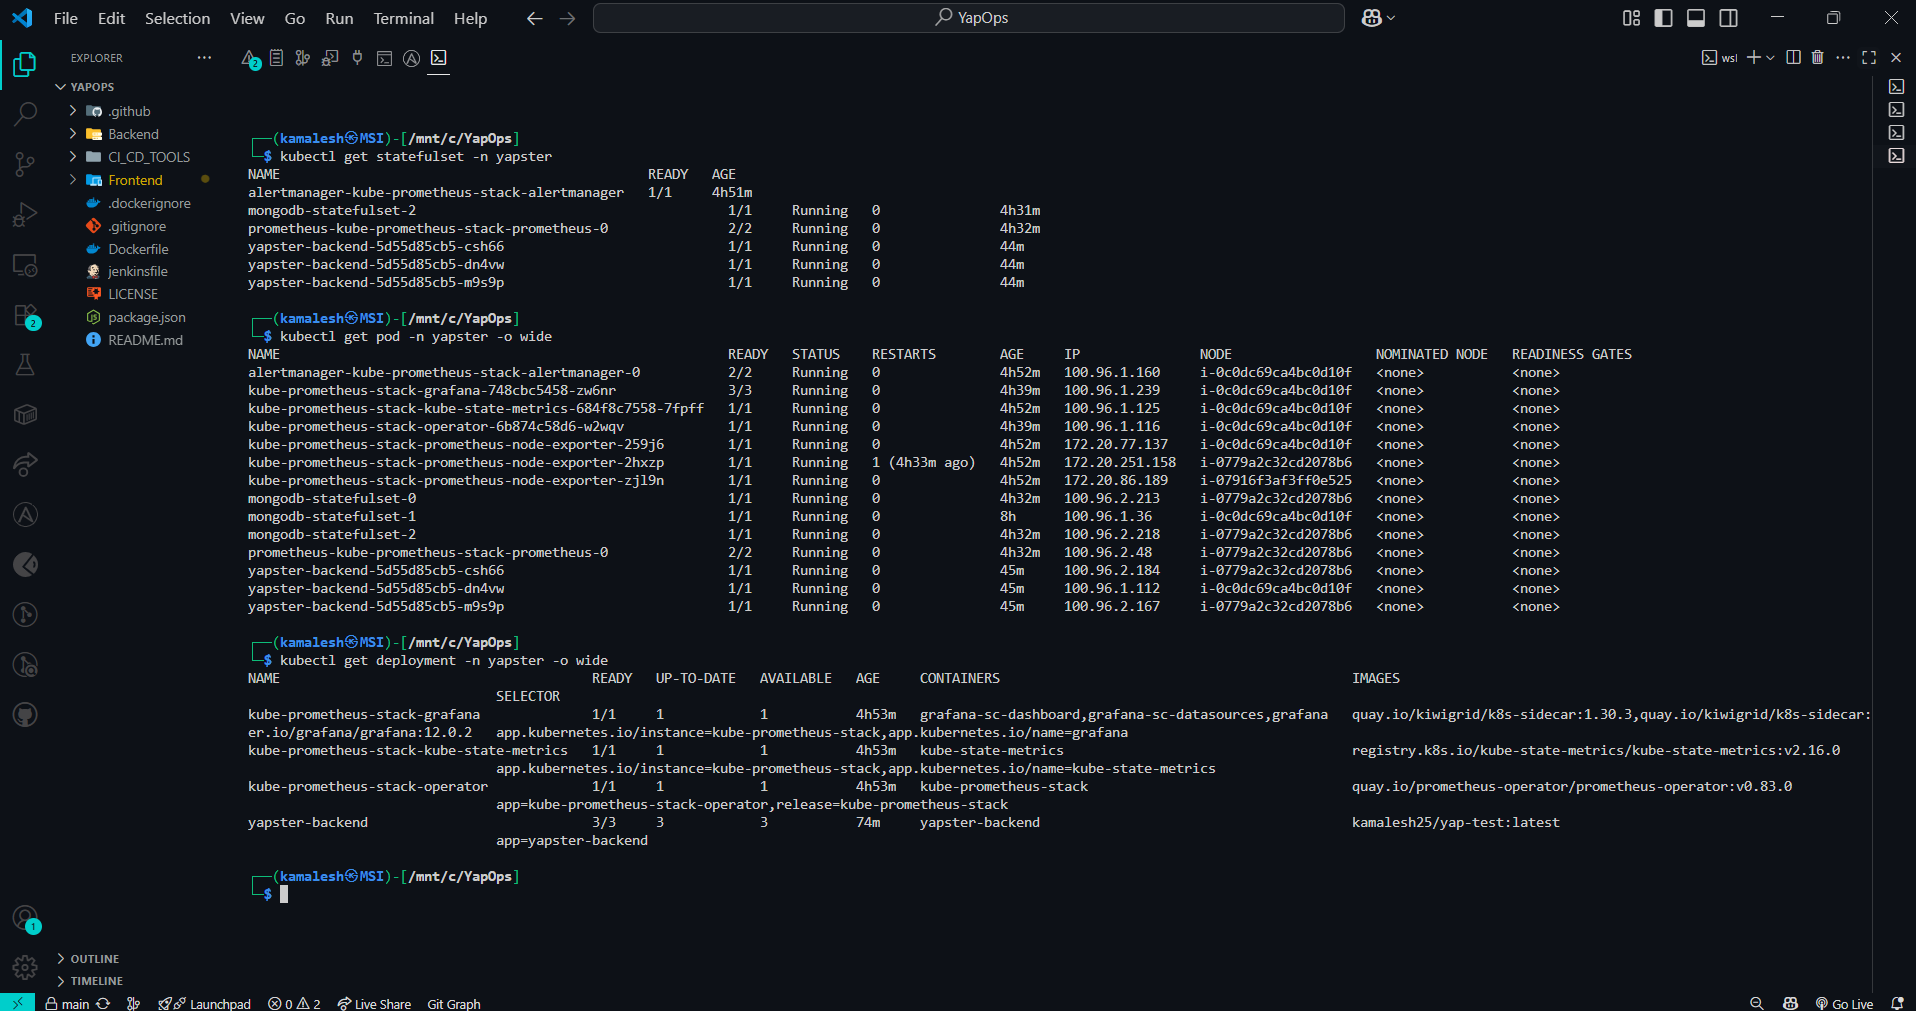 File Edit Selection View Go Run Terminal Help
YapOps
EXPLORER
2
wsl
YAPOPS
.github
Backend
CI_CD_TOOLS
Frontend
.dockerignore
.gitignore
Dockerfile
jenkinsfile
LICENSE
package.json
README.md
2
1
(kamalesh㉿MSI)-[/mnt/c/YapOps]
$ kubectl get statefulset -n yapster
NAME READY AGE
alertmanager-kube-prometheus-stack-alertmanager 1/1 4h51m
mongodb-statefulset-2 1/1 Running 0 4h31m
prometheus-kube-prometheus-stack-prometheus-0 2/2 Running 0 4h32m
yapster-backend-5d55d85cb5-csh66 1/1 Running 0 44m
yapster-backend-5d55d85cb5-dn4vw 1/1 Running 0 44m
yapster-backend-5d55d85cb5-m9s9p 1/1 Running 0 44m
(kamalesh㉿MSI)-[/mnt/c/YapOps]
$ kubectl get pod -n yapster -o wide
NAME READY STATUS RESTARTS AGE IP NODE NOMINATED NODE READINESS GATES
alertmanager-kube-prometheus-stack-alertmanager-0 2/2 Running 0 4h52m 100.96.1.160 i-0c0dc69ca4bc0d10f <none> <none>
kube-prometheus-stack-grafana-748cbc5458-zw6nr 3/3 Running 0 4h39m 100.96.1.239 i-0c0dc69ca4bc0d10f <none> <none>
kube-prometheus-stack-kube-state-metrics-684f8c7558-7fpff 1/1 Running 0 4h52m 100.96.1.125 i-0c0dc69ca4bc0d10f <none> <none>
kube-prometheus-stack-operator-6b874c58d6-w2wqv 1/1 Running 0 4h39m 100.96.1.116 i-0c0dc69ca4bc0d10f <none> <none>
kube-prometheus-stack-prometheus-node-exporter-259j6 1/1 Running 0 4h52m 172.20.77.137 i-0c0dc69ca4bc0d10f <none> <none>
kube-prometheus-stack-prometheus-node-exporter-2hxzp 1/1 Running 1 (4h33m ago) 4h52m 172.20.251.158 i-0779a2c32cd2078b6 <none> <none>
kube-prometheus-stack-prometheus-node-exporter-zjl9n 1/1 Running 0 4h52m 172.20.86.189 i-07916f3af3ff0e525 <none> <none>
mongodb-statefulset-0 1/1 Running 0 4h32m 100.96.2.213 i-0779a2c32cd2078b6 <none> <none>
mongodb-statefulset-1 1/1 Running 0 8h 100.96.1.36 i-0c0dc69ca4bc0d10f <none> <none>
mongodb-statefulset-2 1/1 Running 0 4h32m 100.96.2.218 i-0779a2c32cd2078b6 <none> <none>
prometheus-kube-prometheus-stack-prometheus-0 2/2 Running 0 4h32m 100.96.2.48 i-0779a2c32cd2078b6 <none> <none>
yapster-backend-5d55d85cb5-csh66 1/1 Running 0 45m 100.96.2.184 i-0779a2c32cd2078b6 <none> <none>
yapster-backend-5d55d85cb5-dn4vw 1/1 Running 0 45m 100.96.1.112 i-0c0dc69ca4bc0d10f <none> <none>
yapster-backend-5d55d85cb5-m9s9p 1/1 Running 0 45m 100.96.2.167 i-0779a2c32cd2078b6 <none> <none>
(kamalesh㉿MSI)-[/mnt/c/YapOps]
$ kubectl get deployment -n yapster -o wide
NAME READY UP-TO-DATE AVAILABLE AGE CONTAINERS IMAGES
SELECTOR
kube-prometheus-stack-grafana 1/1 1 1 4h53m grafana-sc-dashboard,grafana-sc-datasources,grafana quay.io/kiwigrid/k8s-sidecar:1.30.3,quay.io/kiwigrid/k8s-sidecar:
er.io/grafana/grafana:12.0.2 app.kubernetes.io/instance=kube-prometheus-stack,app.kubernetes.io/name=grafana
kube-prometheus-stack-kube-state-metrics 1/1 1 1 4h53m kube-state-metrics registry.k8s.io/kube-state-metrics/kube-state-metrics:v2.16.0
app.kubernetes.io/instance=kube-prometheus-stack,app.kubernetes.io/name=kube-state-metrics
kube-prometheus-stack-operator 1/1 1 1 4h53m kube-prometheus-stack quay.io/prometheus-operator/prometheus-operator:v0.83.0
app=kube-prometheus-stack-operator,release=kube-prometheus-stack
yapster-backend 3/3 3 3 74m yapster-backend kamalesh25/yap-test:latest
app=yapster-backend
(kamalesh㉿MSI)-[/mnt/c/YapOps]
$
OUTLINE
TIMELINE
main Launchpad 0 2 Live Share Git Graph Go Live